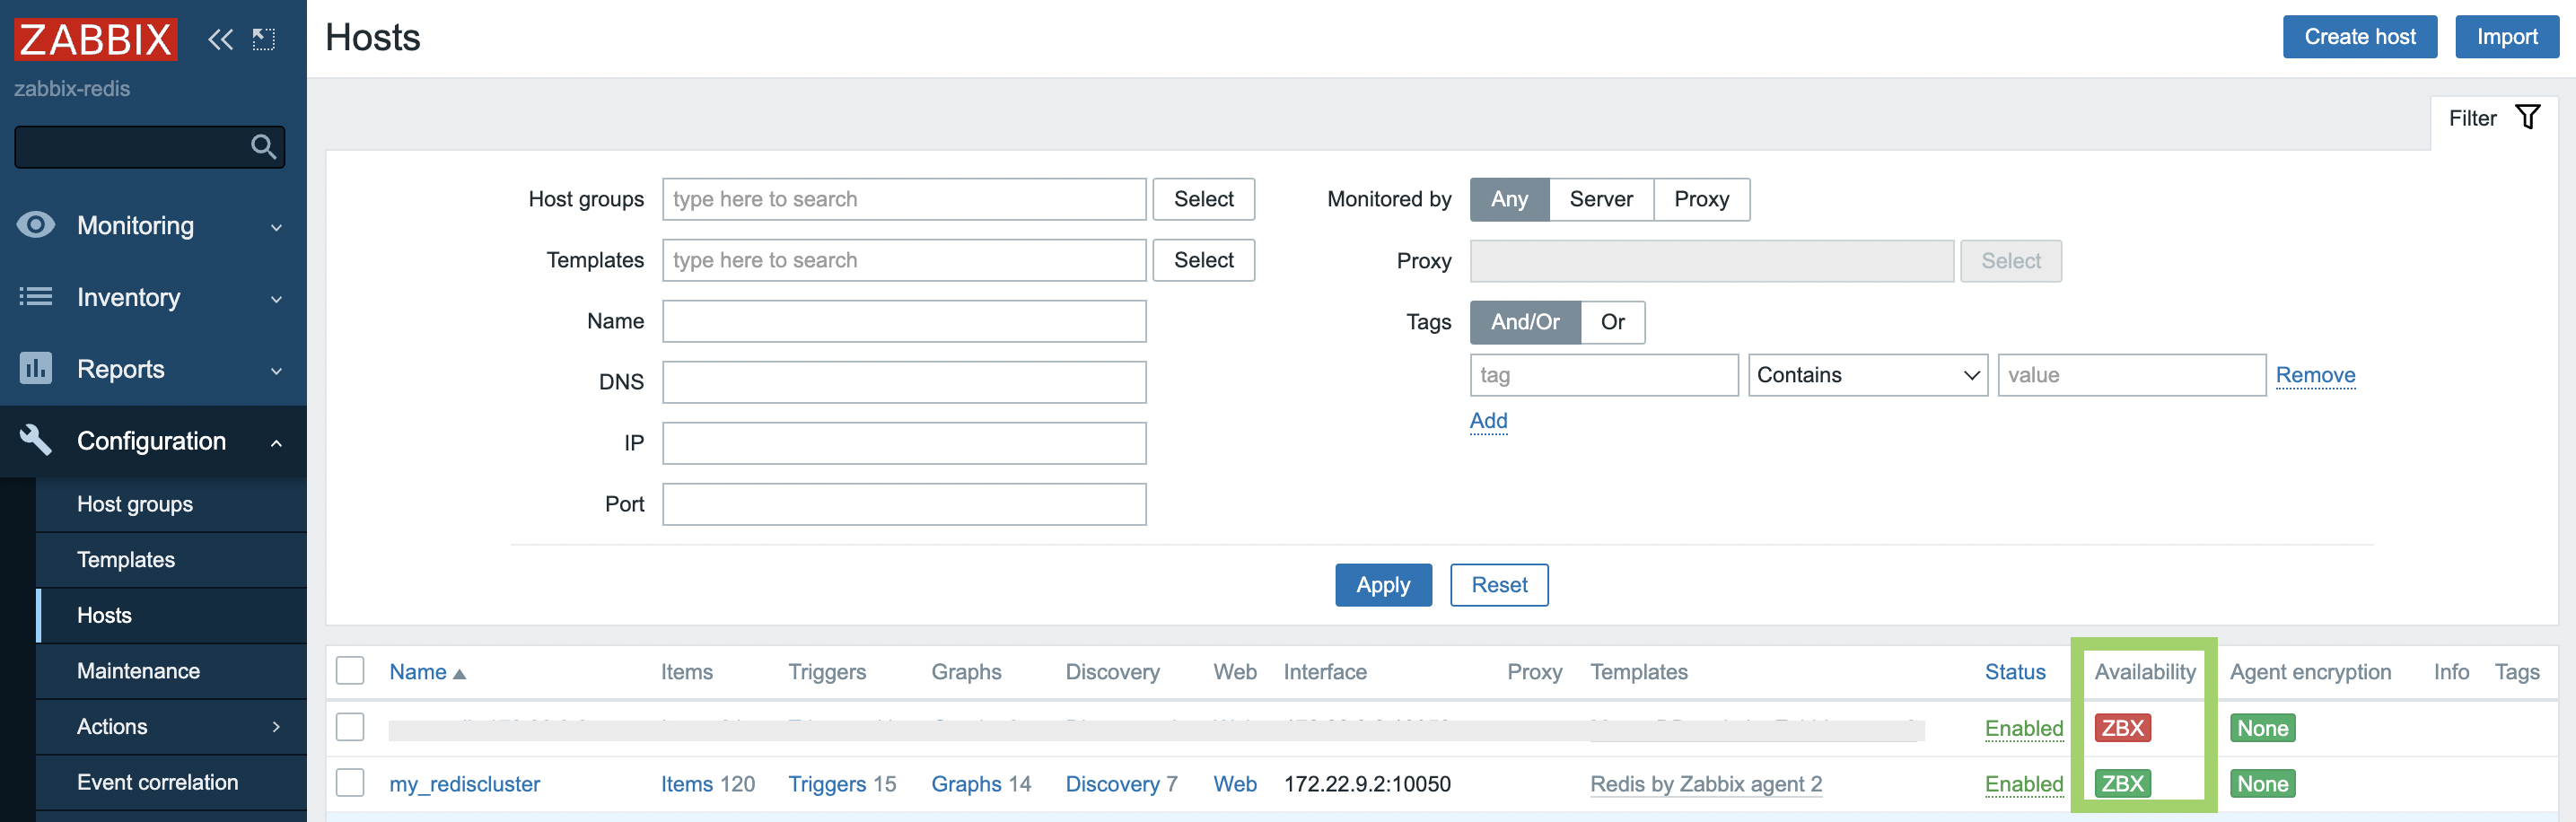 ZABBIX
zabbix-redis
Monitoring
Inventory
Reports
Configuration
Host groups
Templates
Hosts
Maintenance
Actions
Event correlation
Hosts
Create host Import
Filter
Host groups type here to search Select
Templates type here to search Select
Name
DNS
IP
Port
Monitored by Any Server Proxy
Proxy Select
Tags And/Or Or
tag Contains value Remove
Add
Apply Reset
Name ▲ Items Triggers Graphs Discovery Web Interface Proxy Templates Status Availability Agent encryption Info Tags
Enabled ZBX None
my_rediscluster Items 120 Triggers 15 Graphs 14 Discovery 7 Web 172.22.9.2:10050 Redis by Zabbix agent 2 Enabled ZBX None